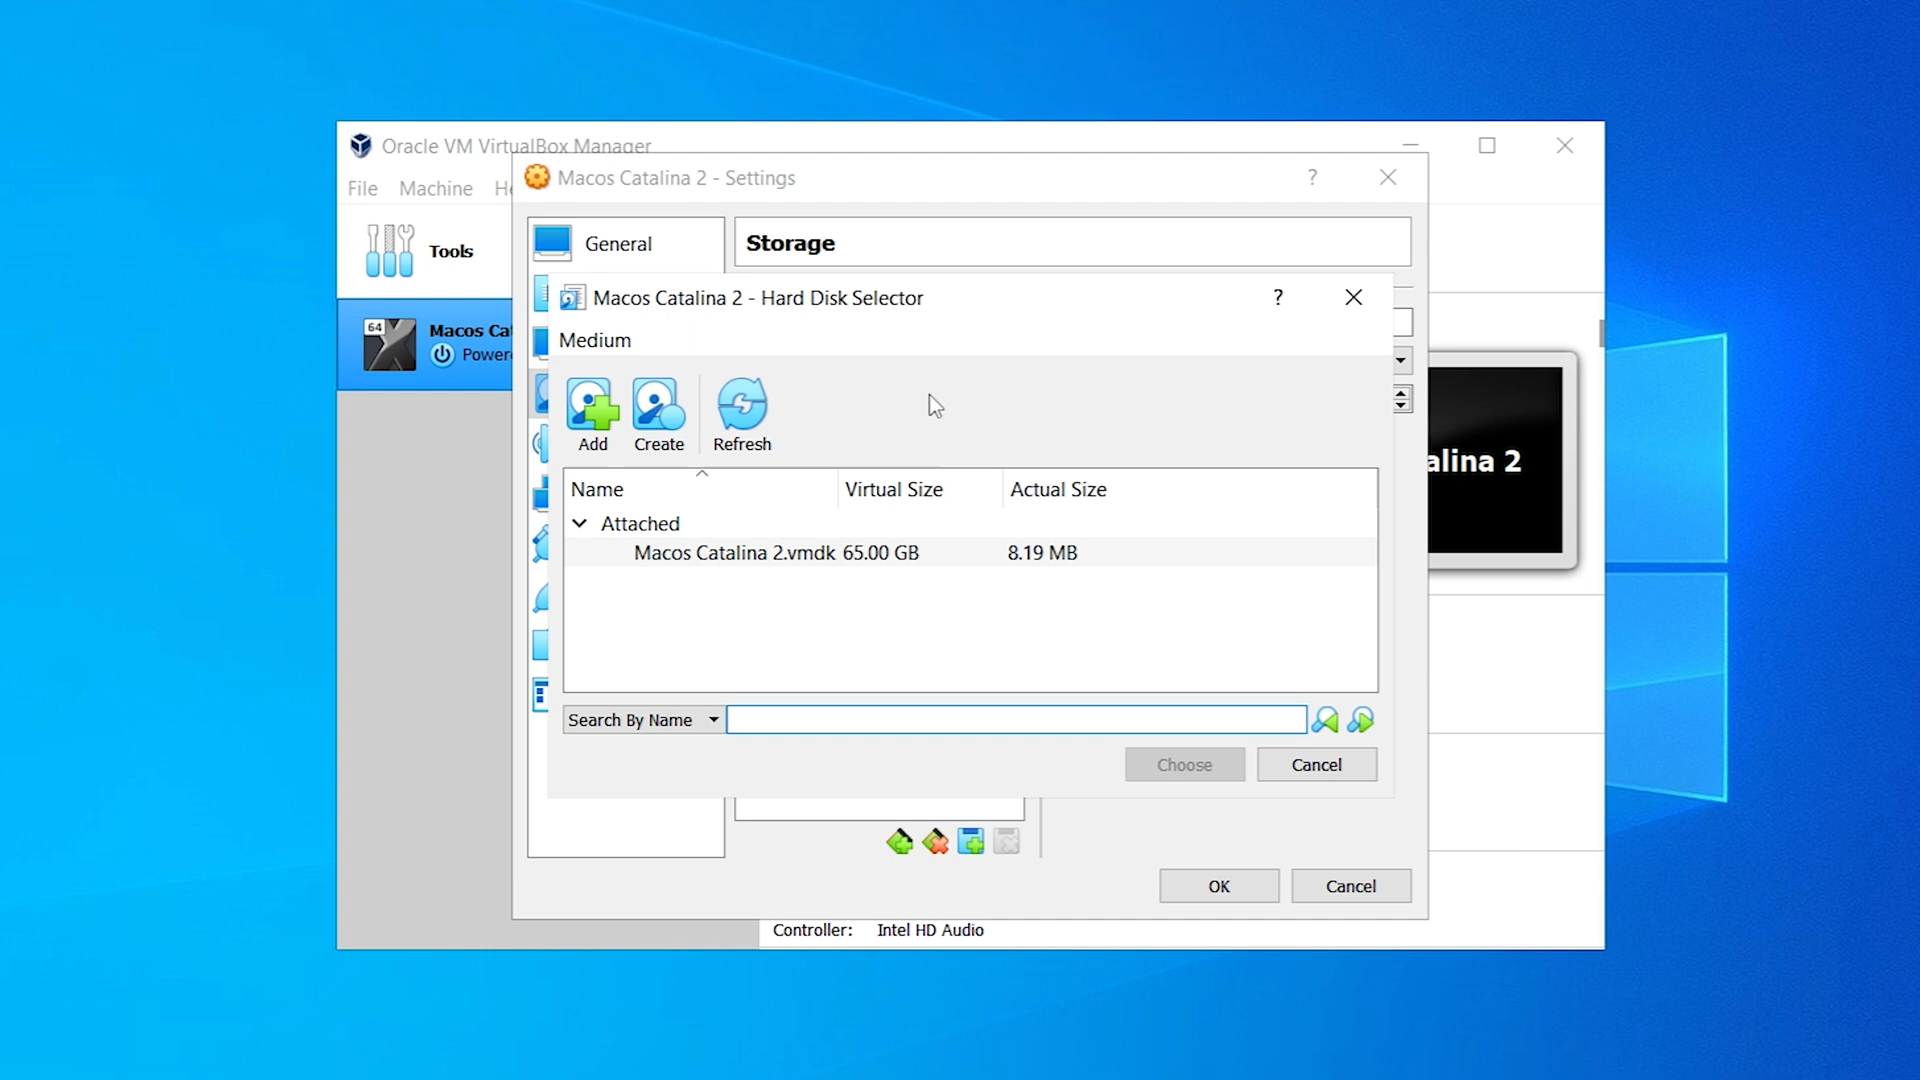 Oracle VM VirtualBox Manager
File Machine
Macos Catalina 2 - Settings
?
Tools
General
Storage
64
Macos Cat
Power
Macos Catalina 2 - Hard Disk Selector
?
Medium
Add Create Refresh
Name Virtual Size Actual Size
Attached
Macos Catalina 2.vmdk 65.00 GB 8.19 MB
alina 2
Search By Name
Choose Cancel
OK Cancel
Controller: Intel HD Audio